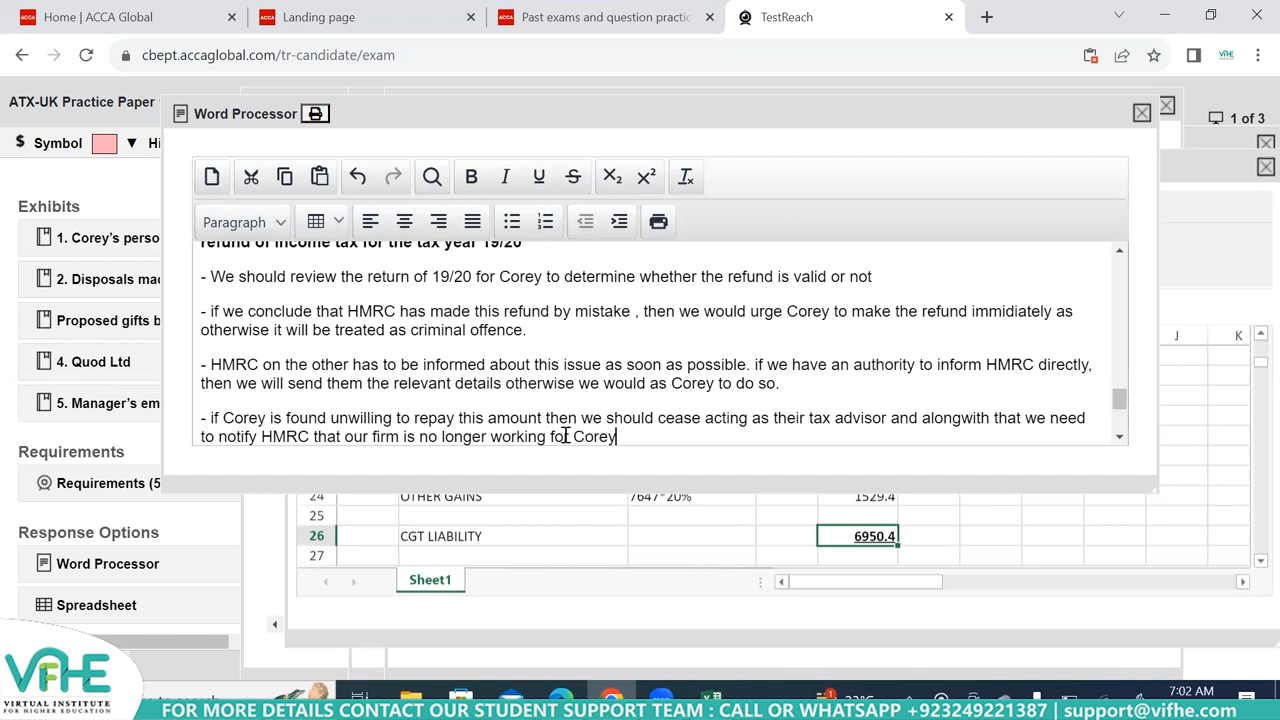 Home | ACCA Global
Landing page
Past exams and question practic
TestReach
cbept.accaglobal.com/tr-candidate/exam
ATX-UK Practice Paper
Word Processor
1 of 3
$ Symbol
Hi
Paragraph
Exhibits
1. Corey's perso
2. Disposals mad
Proposed gifts b
4. Quod Ltd
5. Manager's em
Requirements
Requirements (5
Response Options
Word Processor
Spreadsheet
refund of income tax for the tax year 19/20
- We should review the return of 19/20 for Corey to determine whether the refund is valid or not
- if we conclude that HMRC has made this refund by mistake , then we would urge Corey to make the refund immidiately as
otherwise it will be treated as criminal offence.
- HMRC on the other has to be informed about this issue as soon as possible. if we have an authority to inform HMRC directly,
then we will send them the relevant details otherwise we would as Corey to do so.
- if Corey is found unwilling to repay this amount then we should cease acting as their tax advisor and alongwith that we need
to notify HMRC that our firm is no longer working for Corey
J K
24 OTHER GAINS 7647*20% 1529.4
25
26 CGT LIABILITY 6950.4
27
Sheet1
7:02 AM
VIFHE
VIRTUAL INSTITUTE
FOR HIGHER EDUCATION
FOR MORE DETAILS CONTACT OUR STUDENT SUPPORT TEAM : CALL OR WHATSAPP +923249221387 | support@vifhe.com